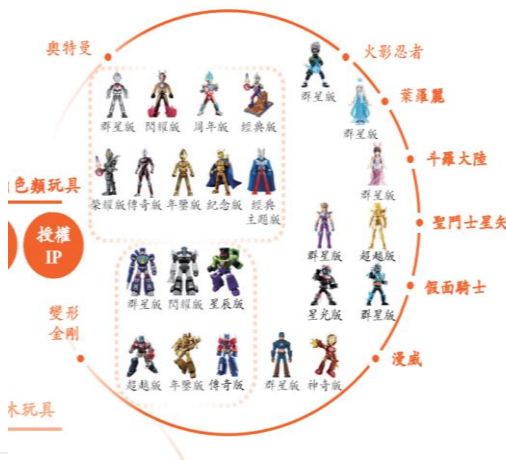 奧特曼
火影忍者
群星版
葉羅麗
群星版 閃耀版 周年版 經典版
群星版
斗羅大陸
群星版
色類玩具
榮耀版 傳奇版 年鑒版 紀念版 經典
主題版
聖鬥士星矢
授權
IP
群星版 超越版
假面騎士
群星版 閃耀版 星辰版
星光版 群星版
變形
金剛
漫威
超越版 年鑒版 傳奇版
群星版 神奇版
木玩具